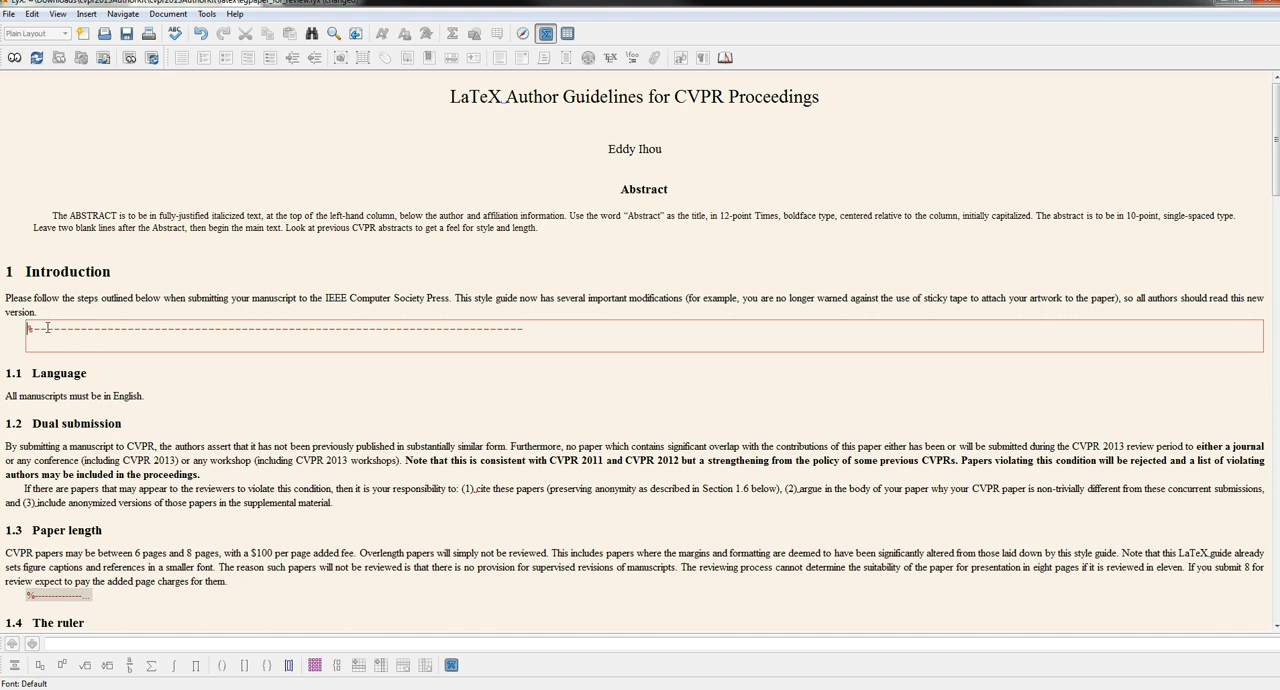 LyX: ~\Downloads\cvpr2013AuthorKit\cvpr2013AuthorKit\latex\egpaper_for_review.lyx (changed)
File Edit View Insert Navigate Document Tools Help
Plain Layout
LaTeX Author Guidelines for CVPR Proceedings
Eddy Ihou
Abstract
The ABSTRACT is to be in fully-justified italicized text, at the top of the left-hand column, below the author and affiliation information. Use the word “Abstract” as the title, in 12-point Times, boldface type, centered relative to the column, initially capitalized. The abstract is to be in 10-point, single-spaced type.
Leave two blank lines after the Abstract, then begin the main text. Look at previous CVPR abstracts to get a feel for style and length.
1 Introduction
Please follow the steps outlined below when submitting your manuscript to the IEEE Computer Society Press. This style guide now has several important modifications (for example, you are no longer warned against the use of sticky tape to attach your artwork to the paper), so all authors should read this new
version.
%-------------------------------------------------------------------------
1.1 Language
All manuscripts must be in English.
1.2 Dual submission
By submitting a manuscript to CVPR, the authors assert that it has not been previously published in substantially similar form. Furthermore, no paper which contains significant overlap with the contributions of this paper either has been or will be submitted during the CVPR 2013 review period to either a journal
or any conference (including CVPR 2013) or any workshop (including CVPR 2013 workshops). Note that this is consistent with CVPR 2011 and CVPR 2012 but a strengthening from the policy of some previous CVPRs. Papers violating this condition will be rejected and a list of violating
authors may be included in the proceedings.
If there are papers that may appear to the reviewers to violate this condition, then it is your responsibility to: (1) cite these papers (preserving anonymity as described in Section 1.6 below), (2) argue in the body of your paper why your CVPR paper is non-trivially different from these concurrent submissions,
and (3) include anonymized versions of those papers in the supplemental material.
1.3 Paper length
CVPR papers may be between 6 pages and 8 pages, with a $100 per page added fee. Overlength papers will simply not be reviewed. This includes papers where the margins and formatting are deemed to have been significantly altered from those laid down by this style guide. Note that this LaTeX guide already
sets figure captions and references in a smaller font. The reason such papers will not be reviewed is that there is no provision for supervised revisions of manuscripts. The reviewing process cannot determine the suitability of the paper for presentation in eight pages if it is reviewed in eleven. If you submit 8 for
review expect to pay the added page charges for them.
%--------------...
1.4 The ruler
Font: Default